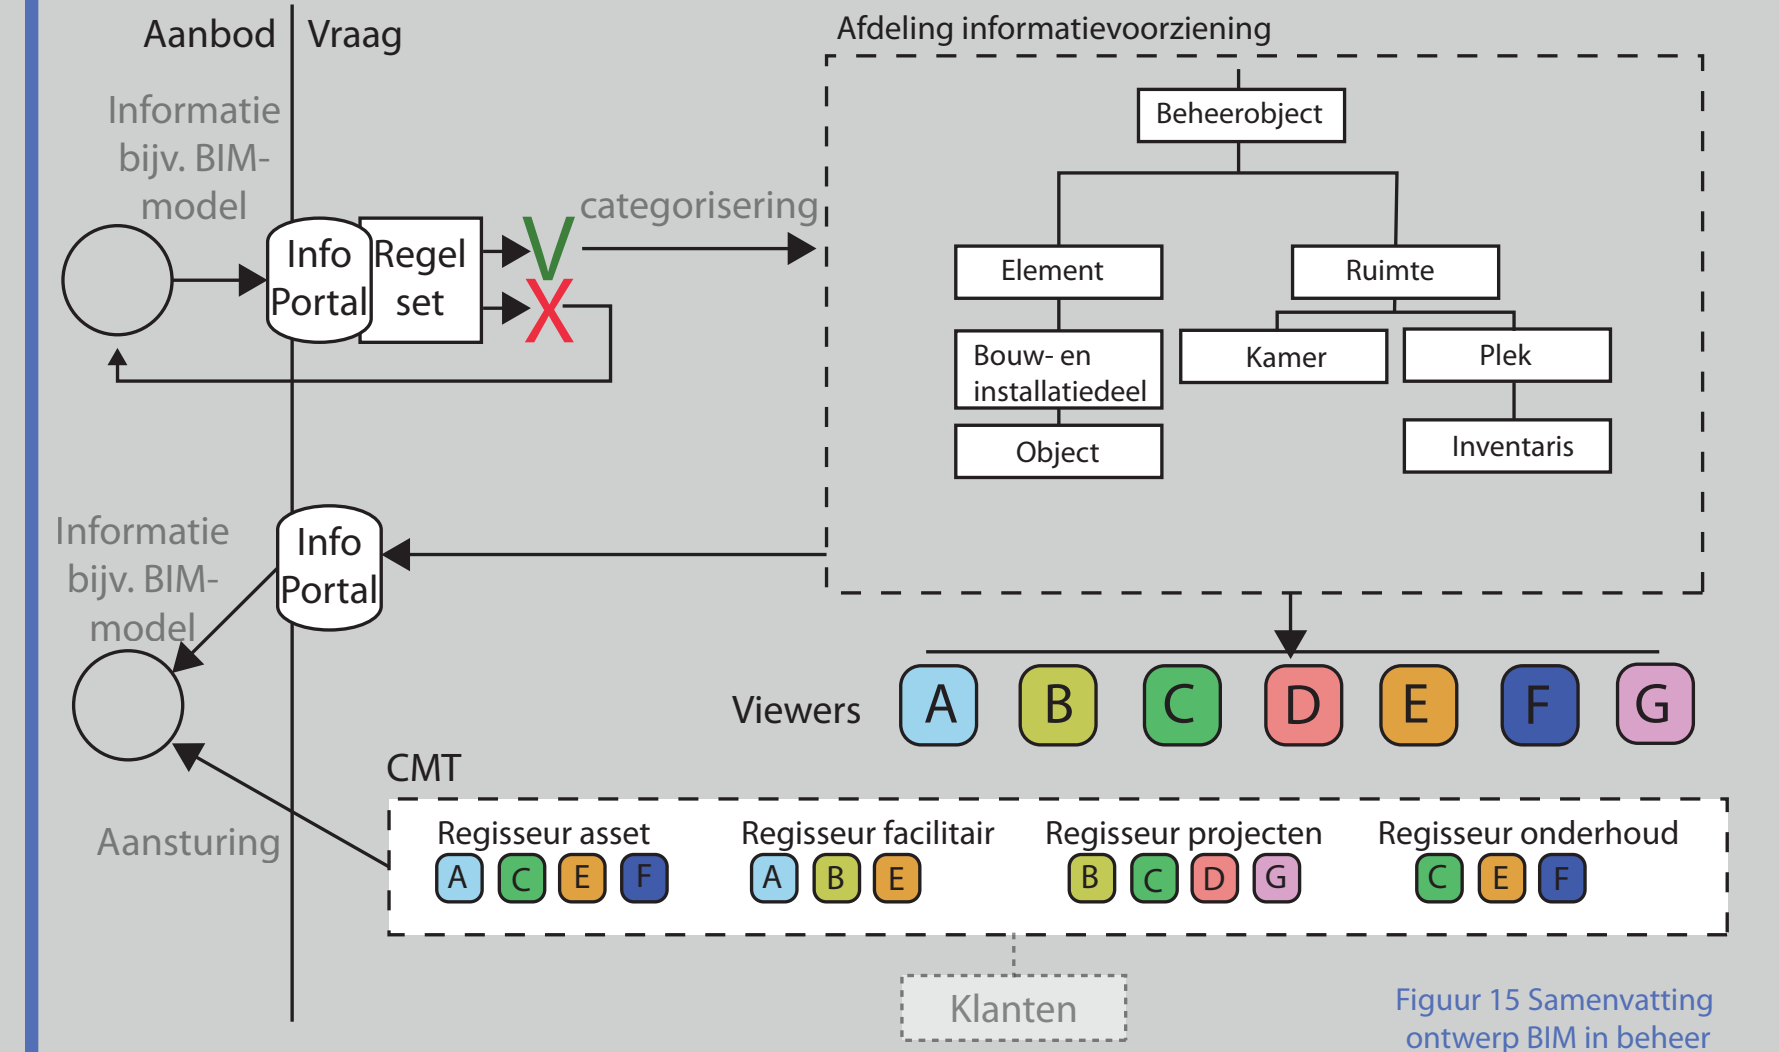 Aanbod Vraag
Afdeling informatievoorziening
Informatie
bijv. BIM-
model
Info
Portal
Regel
set
V
X
categorisering
Beheerobject
Element
Ruimte
Bouw- en
installatiedeel
Kamer
Plek
Object
Inventaris
Informatie
bijv. BIM-
model
Info
Portal
Viewers A B C D E F G
CMT
Aansturing
Regisseur asset
A C E F
Regisseur facilitair
A B E
Regisseur projecten
B C D G
Regisseur onderhoud
C E F
Klanten
Figuur 15 Samenvatting
ontwerp BIM in beheer